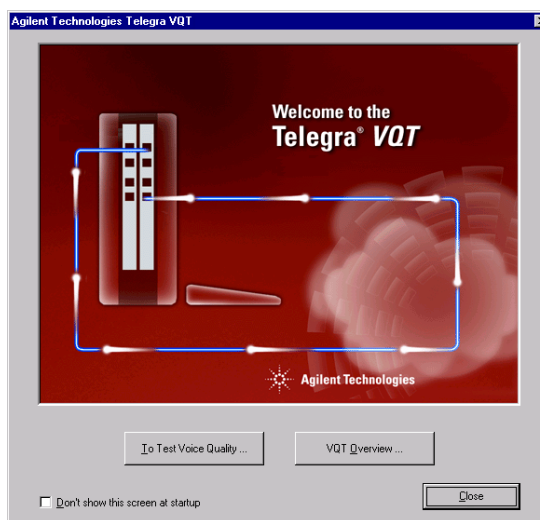 Agilent Technologies Telegra VQT
Welcome to the
Telegra® VQT
Agilent Technologies
To Test Voice Quality ...
VQT Overview ...
Don't show this screen at startup
Close